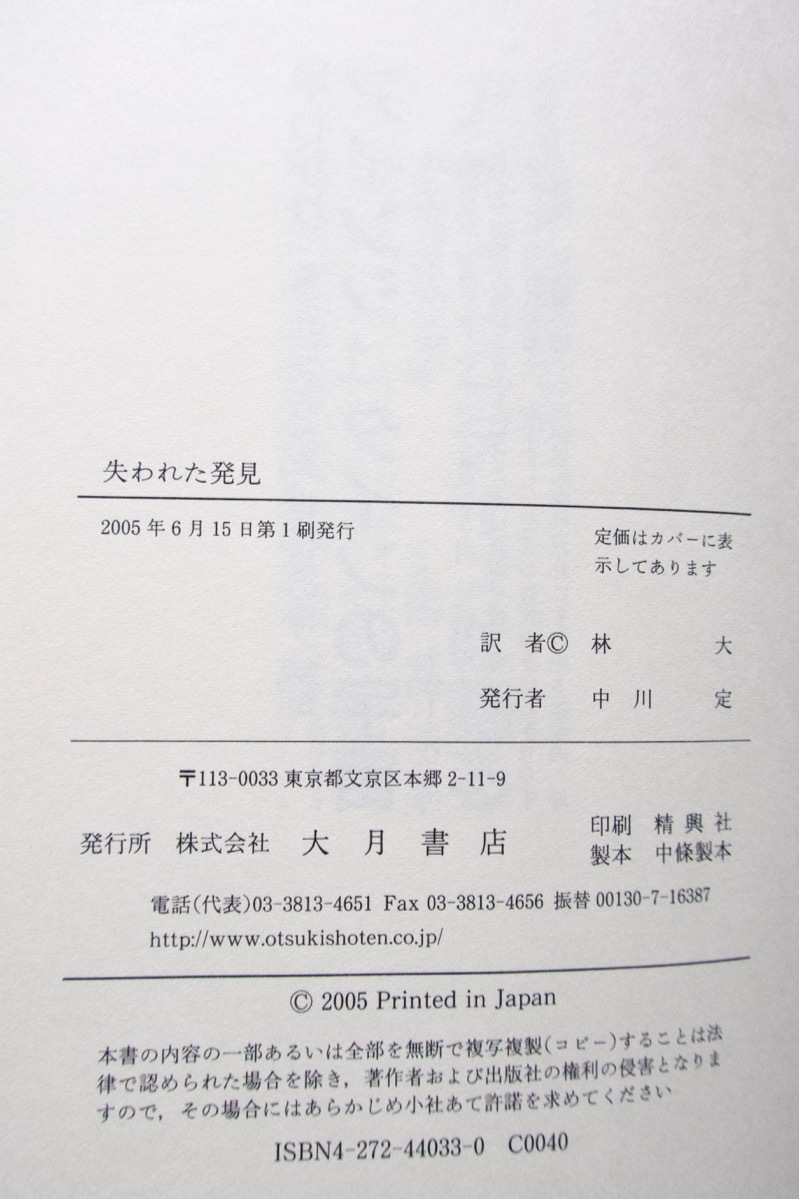 失われた発見
2005年6月15日第1刷発行
定価はカバーに表
示してあります
訳 者© 林 大
発行者 中 川 定
〒113-0033 東京都文京区本郷2-11-9
発行所 株式会社 大 月 書 店
印刷 精 興 社
製本 中條製本
電話(代表)03-3813-4651 Fax 03-3813-4656 振替00130-7-16387
http://www.otsukishoten.co.jp/
© 2005 Printed in Japan
本書の内容の一部あるいは全部を無断で複写複製(コピー)することは法
律で認められた場合を除き,著作者および出版社の権利の侵害となりま
すので,その場合にはあらかじめ小社あて許諾を求めてください
ISBN4-272-44033-0 C0040